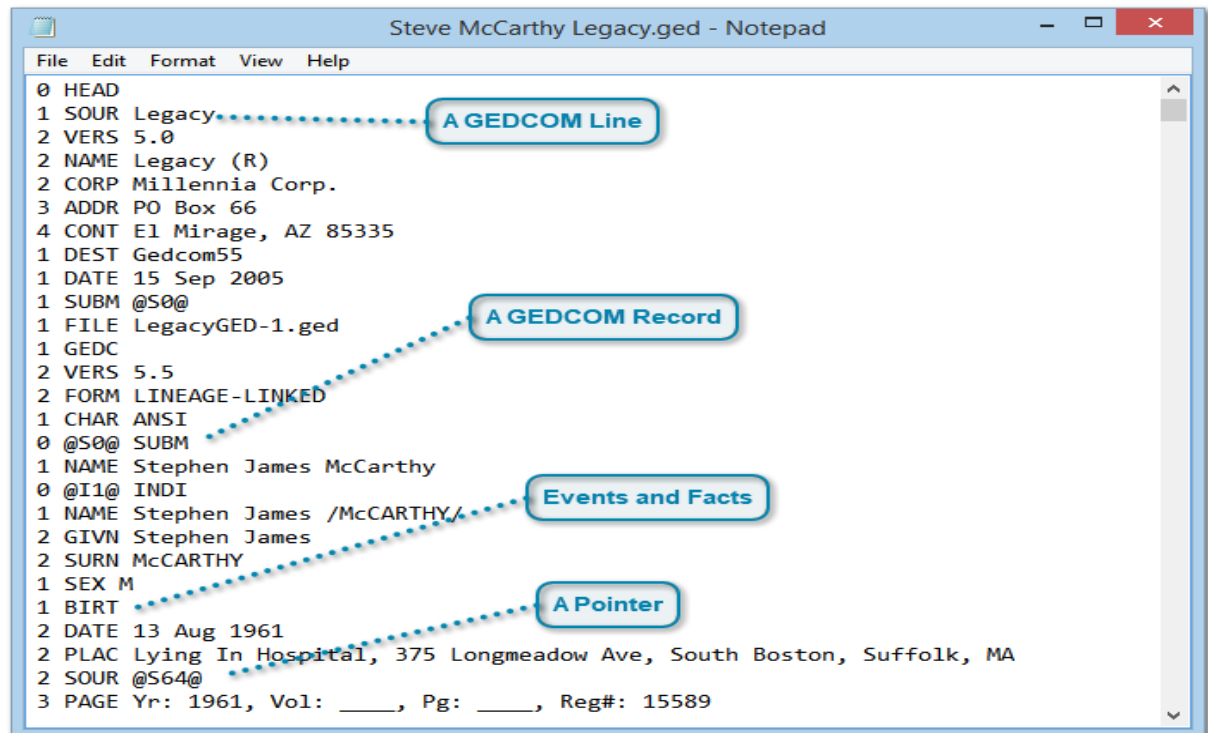 Steve McCarthy Legacy.ged - Notepad
File Edit Format View Help
0 HEAD
1 SOUR Legacy
A GEDCOM Line
2 VERS 5.0
2 NAME Legacy (R)
2 CORP Millennia Corp.
3 ADDR PO Box 66
4 CONT El Mirage, AZ 85335
1 DEST Gedcom55
1 DATE 15 Sep 2005
1 SUBM @S0@
A GEDCOM Record
1 FILE LegacyGED-1.ged
1 GEDC
2 VERS 5.5
2 FORM LINEAGE-LINKED
1 CHAR ANSI
0 @S0@ SUBM
1 NAME Stephen James McCarthy
0 @I1@ INDI
Events and Facts
1 NAME Stephen James /McCARTHY/
2 GIVN Stephen James
2 SURN McCARTHY
1 SEX M
1 BIRT
A Pointer
2 DATE 13 Aug 1961
2 PLAC Lying In Hospital, 375 Longmeadow Ave, South Boston, Suffolk, MA
2 SOUR @S64@
3 PAGE Yr: 1961, Vol: ____, Pg: ____, Reg#: 15589